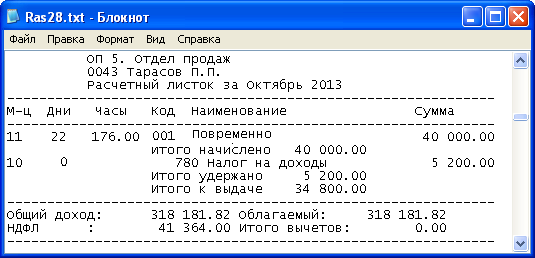 Ras28.txt - Блокнот
Файл Правка Формат Вид Справка
ОП 5. Отдел продаж
0043 Тарасов П.П.
Расчетный листок за Октябрь 2013
М-ц Дни Часы Код Наименование Сумма
11 22 176.00 001 Повременно 40 000.00
итого начислено 40 000.00
10 0 780 Налог на доходы 5 200.00
Итого удержано 5 200.00
Итого к выдаче 34 800.00
Общий доход: 318 181.82 Облагаемый: 318 181.82
НДФЛ : 41 364.00 Итого вычетов: 0.00